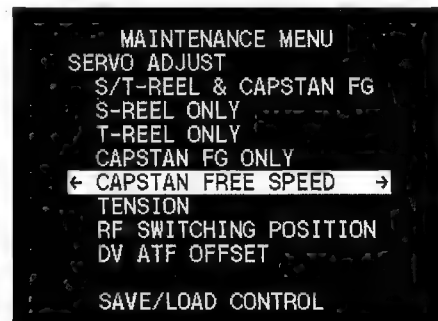 MAINTENANCE MENU
SERVO ADJUST
S/T-REEL & CAPSTAN FG
S-REEL ONLY
T-REEL ONLY
CAPSTAN FG ONLY
← CAPSTAN FREE SPEED →
TENSION
RF SWITCHING POSITION
DV ATF OFFSET
SAVE/LOAD CONTROL